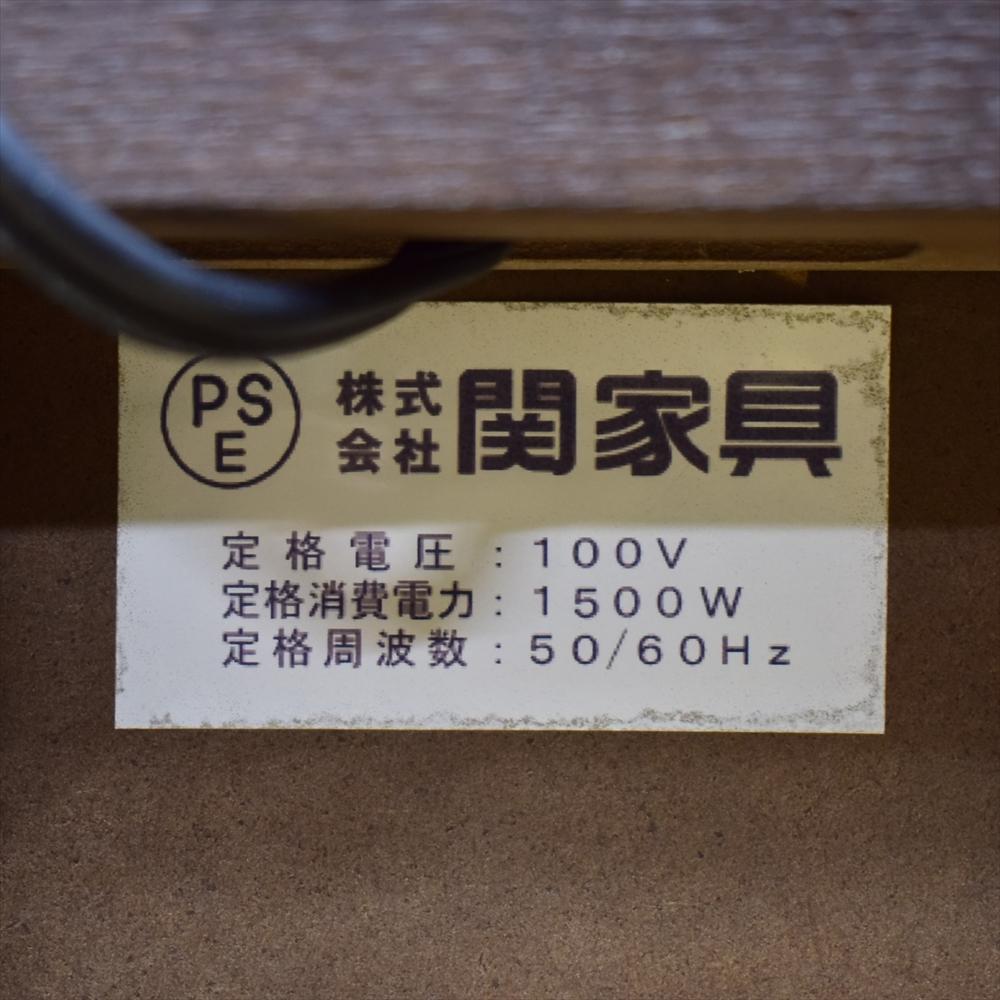 PSE
株式会社 関家具
定格電圧：100V
定格消費電力：1500W
定格周波数：50/60Hz